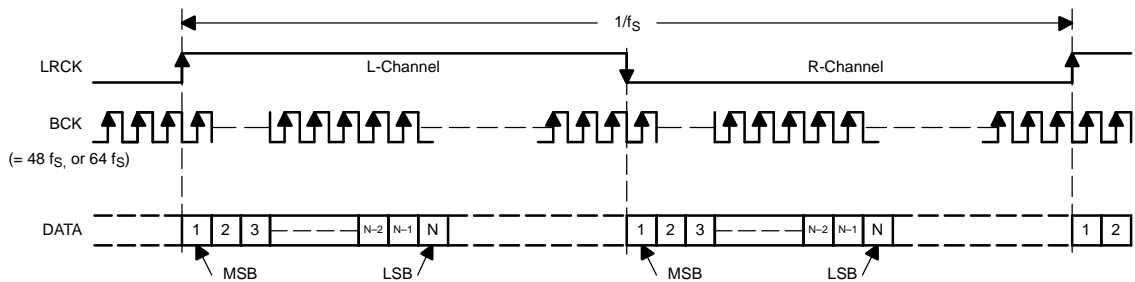 1/fS
LRCK
L-Channel
R-Channel
BCK
(= 48 fS, or 64 fS)
DATA
1 2 3 N–2 N–1 N 1 2 3 N–2 N–1 N 1 2
MSB LSB MSB LSB